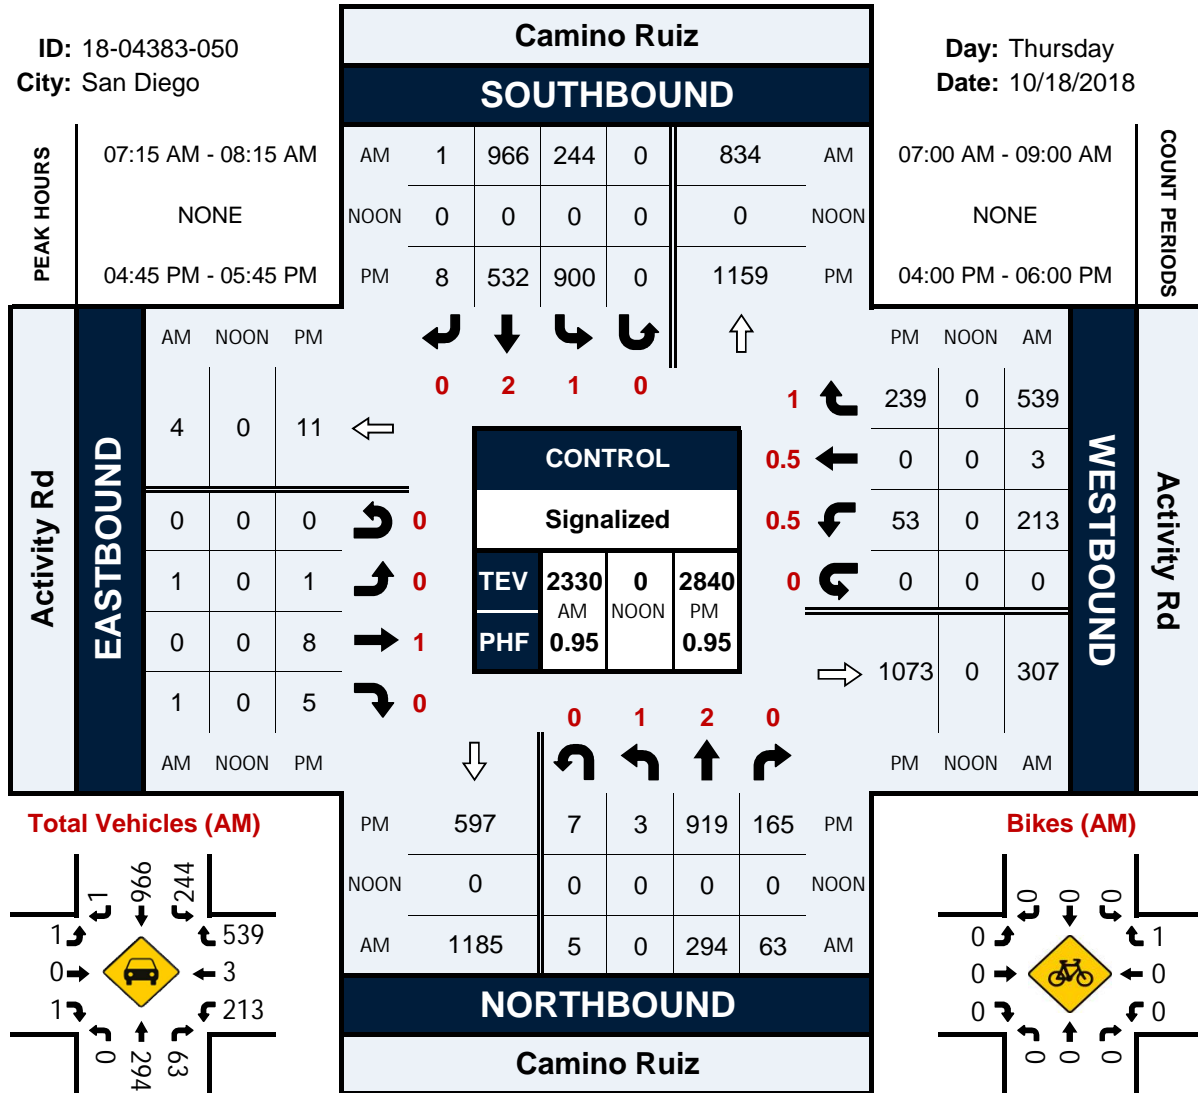 Camino Ruiz
ID: 18-04383-050
Day: Thursday
City: San Diego
Date: 10/18/2018
SOUTHBOUND
PEAK HOURS
07:15 AM - 08:15 AM
AM 1 966 244 0 834 AM
07:00 AM - 09:00 AM
COUNT PERIODS
NONE
NOON 0 0 0 0 0 NOON
NONE
04:45 PM - 05:45 PM
PM 8 532 900 0 1159 PM
04:00 PM - 06:00 PM
Activity Rd
EASTBOUND
AM NOON PM
4 0 11
0 0 0 0
1 0 1 0
0 0 8 1
1 0 5 0
AM NOON PM
0 2 1 0
CONTROL
Signalized
TEV 2330 0 2840
AM NOON PM
PHF 0.95 0.95
PM NOON AM
1 239 0 539
0.5 0 0 3
0.5 53 0 213
0 0 0 0
1073 0 307
PM NOON AM
WESTBOUND
Activity Rd
0 1 2 0
PM 597 7 3 919 165 PM
NOON 0 0 0 0 0 NOON
AM 1185 5 0 294 63 AM
NORTHBOUND
Camino Ruiz
Total Vehicles (AM)
1 966 244
1 539
0 3
1 213
0 294 63
Bikes (AM)
0 0 0
0 1
0 0
0 0
0 0 0